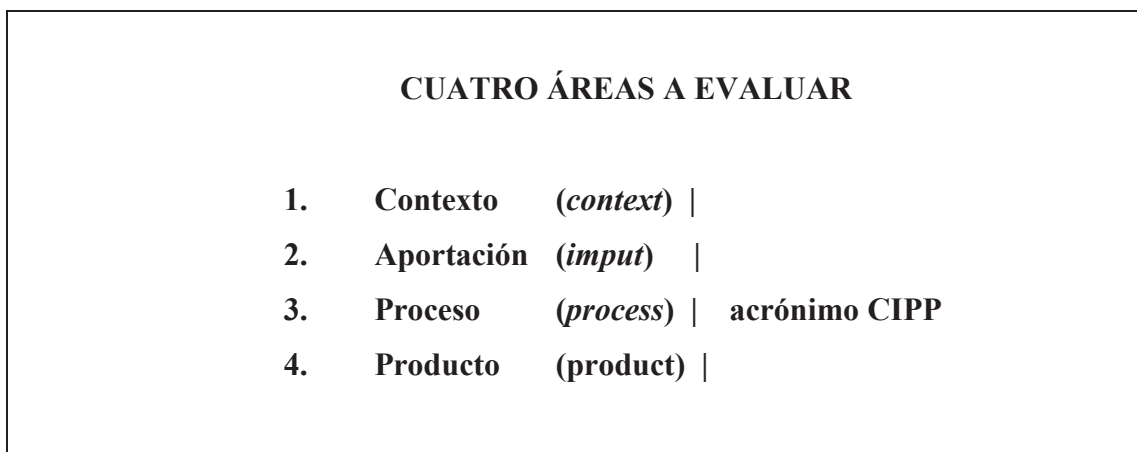 CUATRO ÁREAS A EVALUAR
1. Contexto (context) |
2. Aportación (imput) |
3. Proceso (process) | acrónimo CIPP
4. Producto (product) |